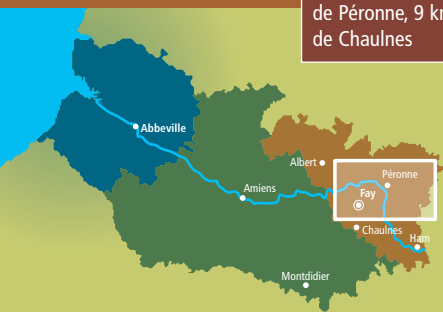 de Péronne, 9 km
de Chaulnes
Abbeville
Albert
Péronne
Fay
Amiens
Chaulnes
Ham
Montdidier